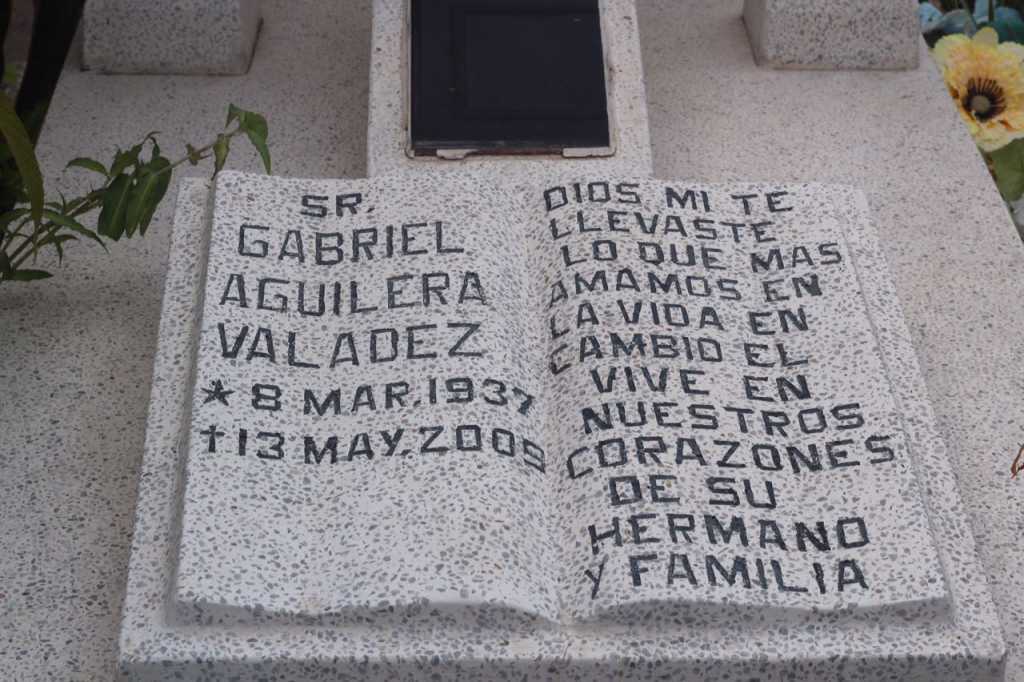 SR.
GABRIEL
AGUILERA
VALADEZ
* 8 MAR. 1937
† 13 MAY. 2005
DIOS MI TE
LLEVASTE
LO QUE MAS
AMAMOS EN
LA VIDA EN
CAMBIO EL
VIVE EN
NUESTROS
CORAZONES
DE SU
HERMANO
y FAMILIA